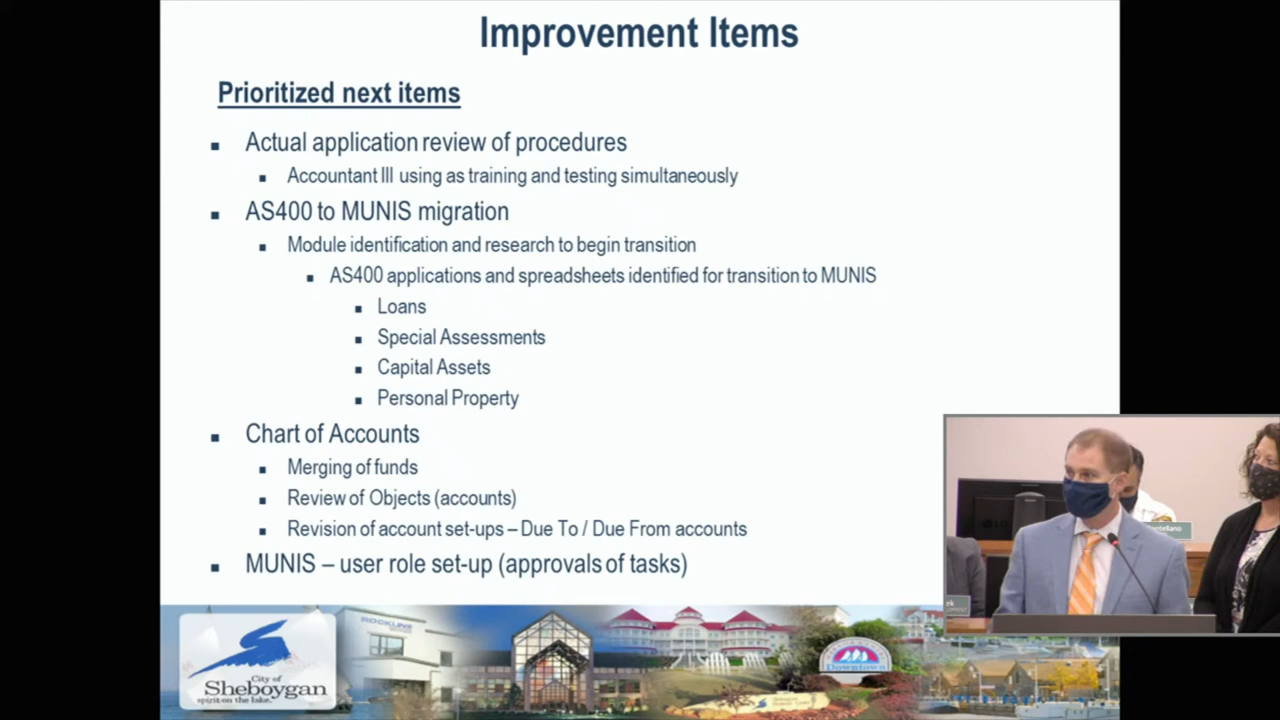 Improvement Items
Prioritized next items
Actual application review of procedures
Accountant III using as training and testing simultaneously
AS400 to MUNIS migration
Module identification and research to begin transition
AS400 applications and spreadsheets identified for transition to MUNIS
Loans
Special Assessments
Capital Assets
Personal Property
Chart of Accounts
Merging of funds
Review of Objects (accounts)
Revision of account set-ups – Due To / Due From accounts
MUNIS – user role set-up (approvals of tasks)
ROCKLINE
Downtown
City of
Sheboygan
spirit on the lake.
LG